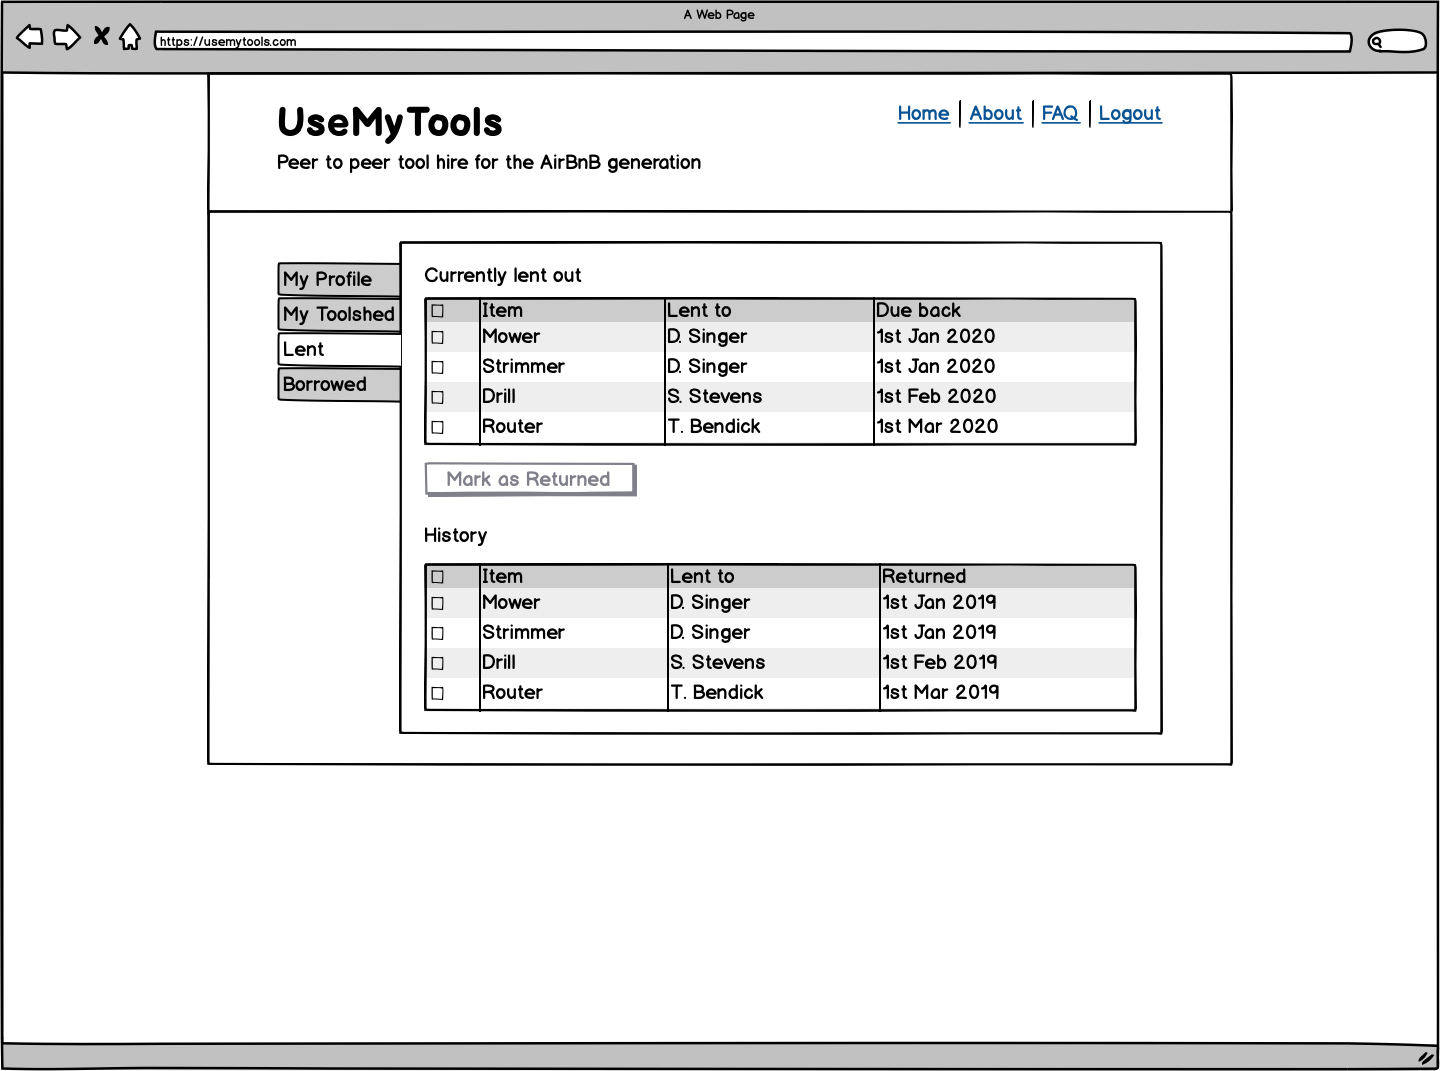 A Web Page
https://usemytools.com
UseMyTools
Home About FAQ Logout
Peer to peer tool hire for the AirBnB generation
My Profile
My Toolshed
Lent
Borrowed
Currently lent out
Item Lent to Due back
Mower D. Singer 1st Jan 2020
Strimmer D. Singer 1st Jan 2020
Drill S. Stevens 1st Feb 2020
Router T. Bendick 1st Mar 2020
Mark as Returned
History
Item Lent to Returned
Mower D. Singer 1st Jan 2019
Strimmer D. Singer 1st Jan 2019
Drill S. Stevens 1st Feb 2019
Router T. Bendick 1st Mar 2019